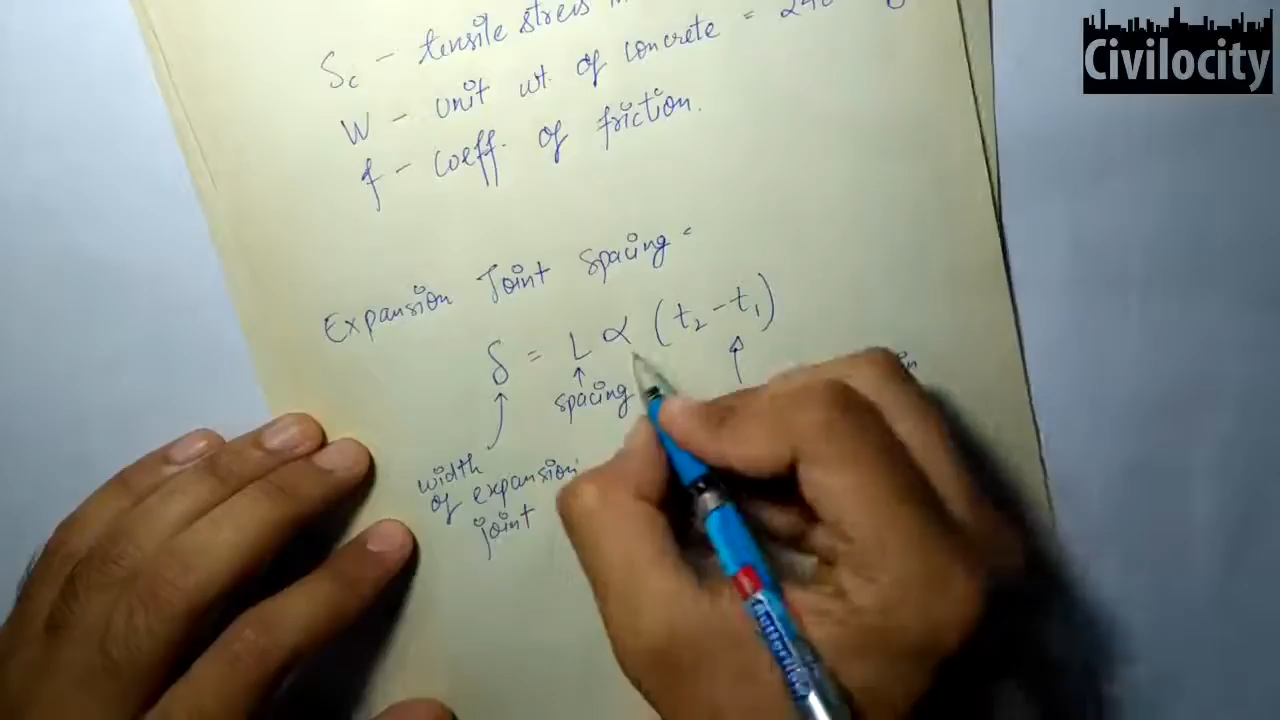 Civilocity
Sc - tensile stress
W - unit wt. of concrete =
f - coeff. of friction.
Expansion Joint Spacing =
δ = L α (t₂ - t₁)
spacing
width
of expansion
joint
Butterflow